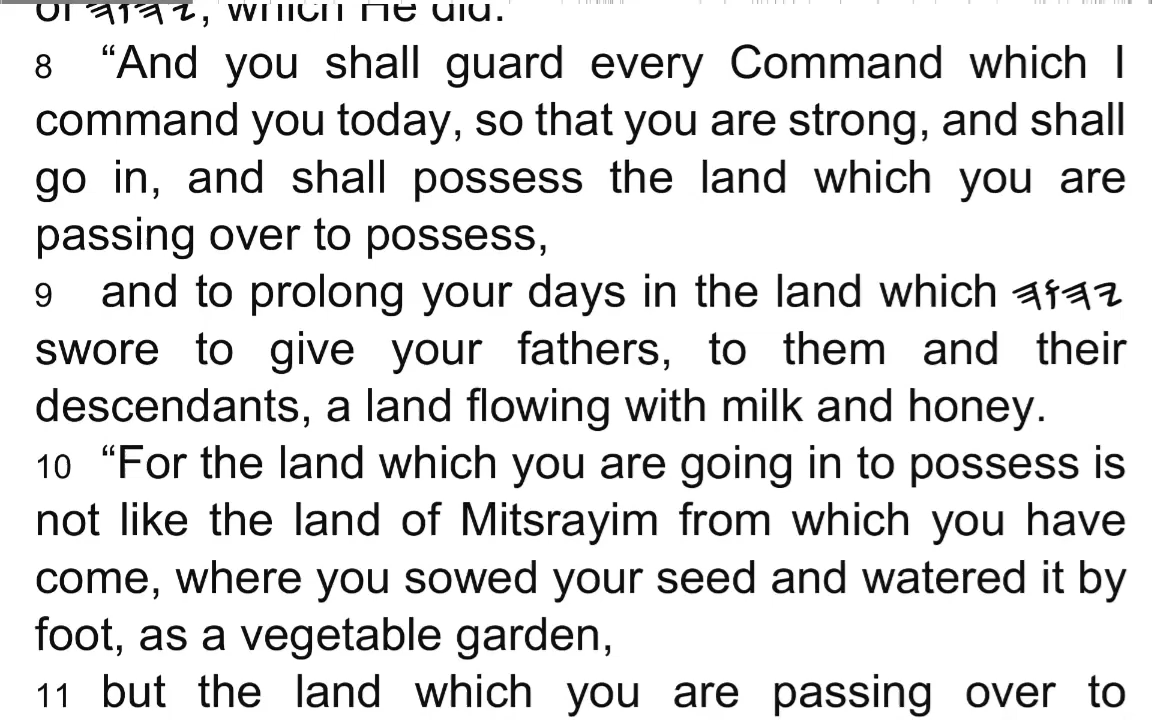 of 𐤉𐤄𐤅𐤄, which He did.
8 “And you shall guard every Command which I
command you today, so that you are strong, and shall
go in, and shall possess the land which you are
passing over to possess,
9 and to prolong your days in the land which 𐤉𐤄𐤅𐤄
swore to give your fathers, to them and their
descendants, a land flowing with milk and honey.
10 “For the land which you are going in to possess is
not like the land of Mitsrayim from which you have
come, where you sowed your seed and watered it by
foot, as a vegetable garden,
11 but the land which you are passing over to